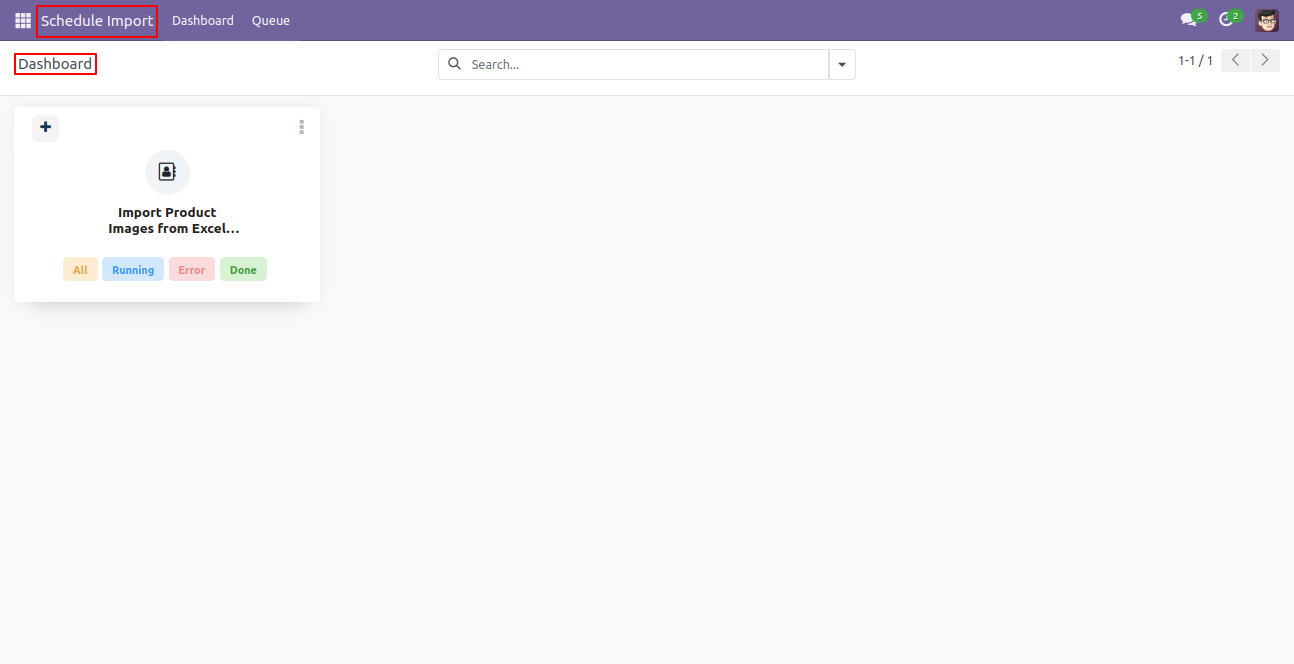 Schedule Import Dashboard Queue 5 2
Dashboard Search... 1-1 / 1
Import Product
Images from Excel...
All Running Error Done